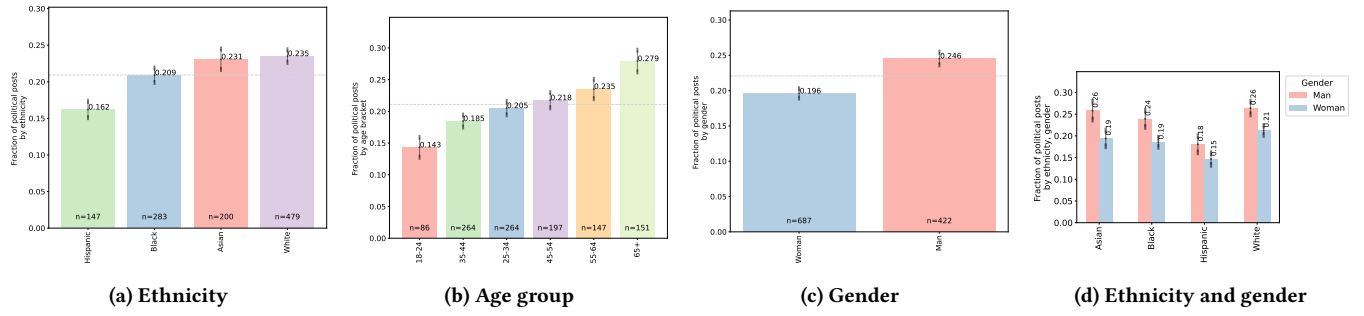 Fraction of political posts
by ethnicity
0.30
0.25
0.20
0.15
0.10
0.05
0.00
0.162
0.209
0.231
0.235
n=147
n=283
n=200
n=479
Hispanic
Black
Asian
White
(a) Ethnicity
Fraction of political posts
by age bracket
0.30
0.25
0.20
0.15
0.10
0.05
0.00
0.143
0.185
0.205
0.218
0.235
0.279
n=86
n=264
n=264
n=197
n=147
n=151
18-24
35-44
25-34
45-54
55-64
65+
(b) Age group
Fraction of political posts
by gender
0.30
0.25
0.20
0.15
0.10
0.05
0.00
0.196
0.246
n=687
n=422
Woman
Man
(c) Gender
Fraction of political posts
by ethnicity, gender
0.30
0.25
0.20
0.15
0.10
0.05
0.00
0.26
0.19
0.24
0.19
0.18
0.15
0.26
0.21
Asian
Black
Hispanic
White
Gender
Man
Woman
(d) Ethnicity and gender